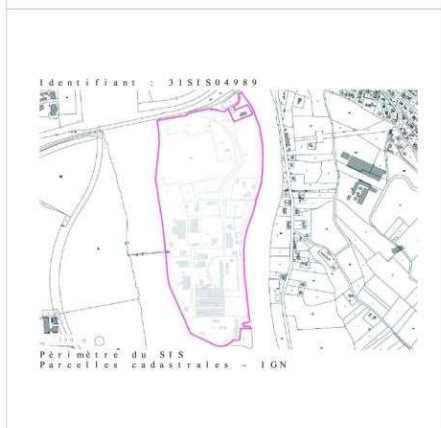 Identifiant : 31SIS04989
Périmètre du SIS
Parcelles cadastrales - IGN